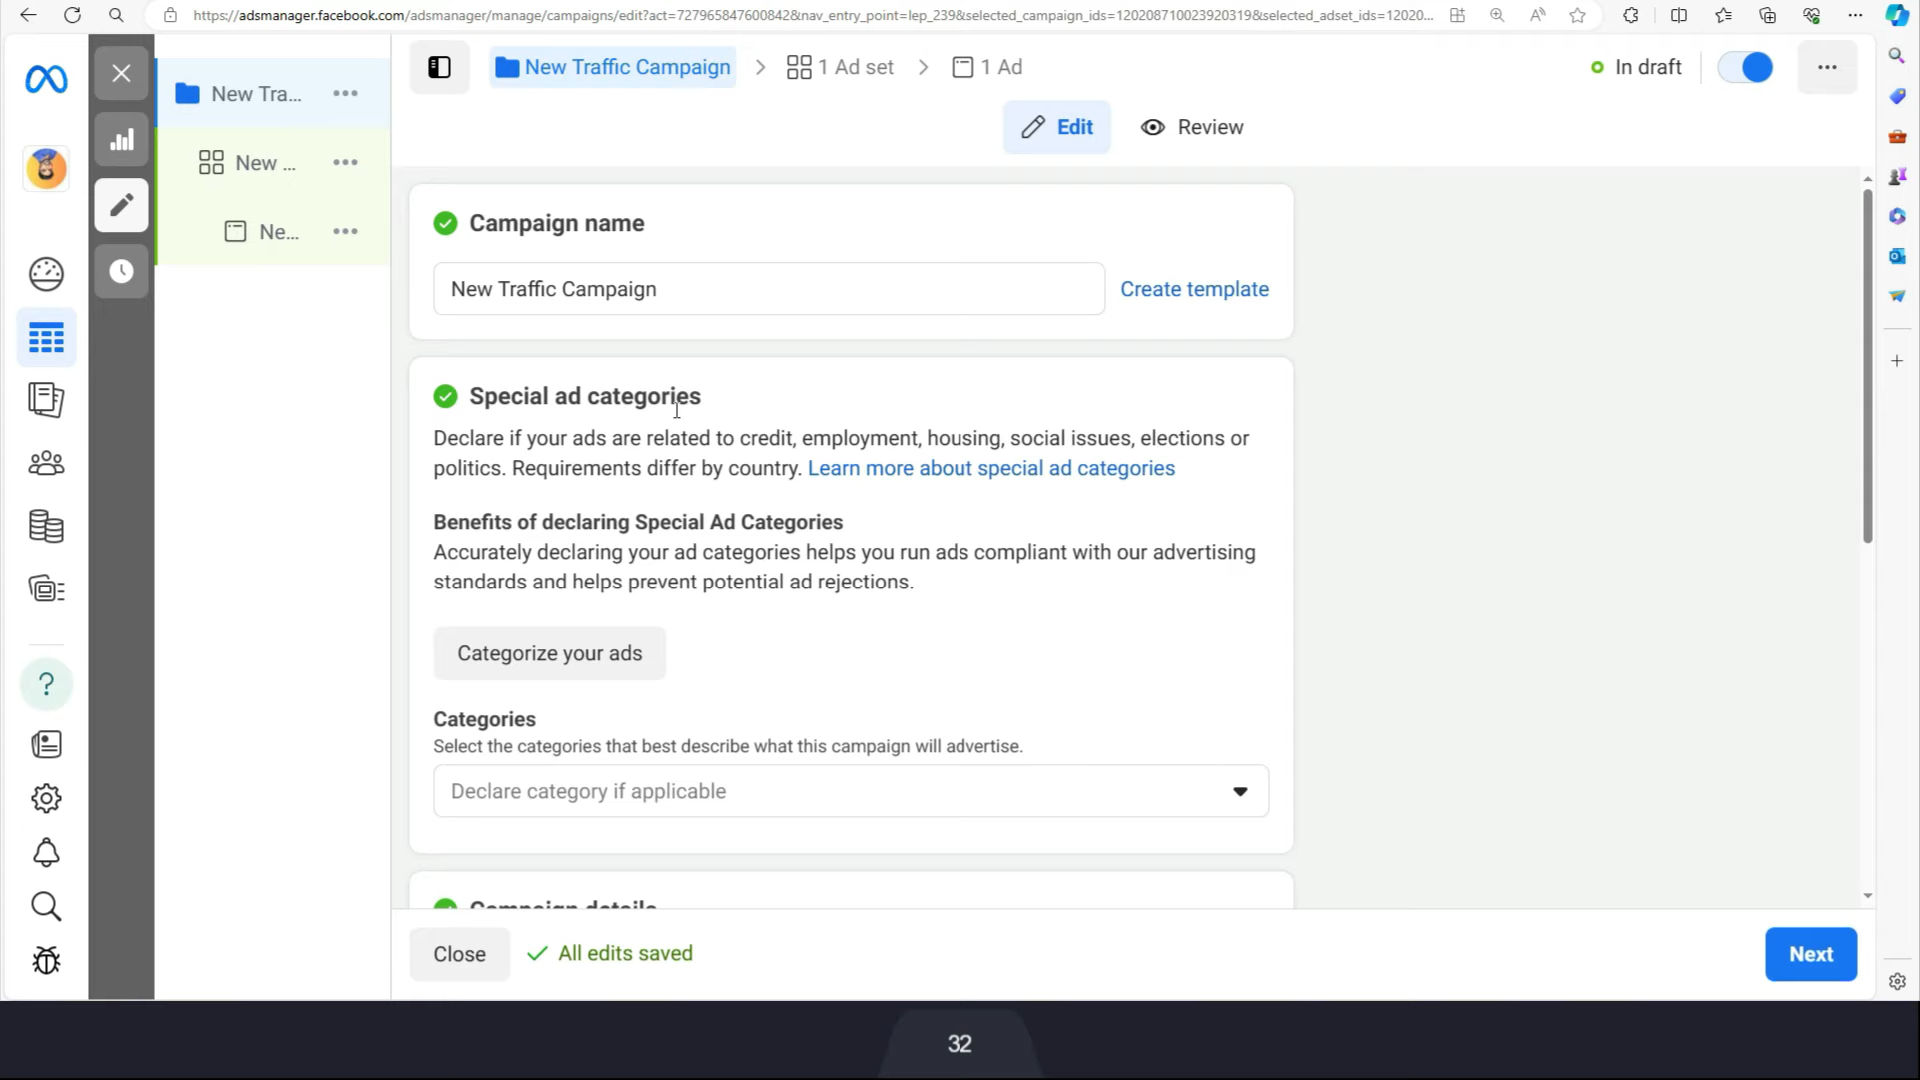 https://adsmanager.facebook.com/adsmanager/manage/campaigns/edit?act=727965847600842&nav_entry_point=lep_239&selected_campaign_ids=120208710023920319&selected_adset_ids=12020...
New Traffic Campaign
1 Ad set
1 Ad
In draft
New Tra...
New ...
Ne...
Edit
Review
Campaign name
New Traffic Campaign
Create template
Special ad categories
Declare if your ads are related to credit, employment, housing, social issues, elections or
politics. Requirements differ by country. Learn more about special ad categories
Benefits of declaring Special Ad Categories
Accurately declaring your ad categories helps you run ads compliant with our advertising
standards and helps prevent potential ad rejections.
Categorize your ads
Categories
Select the categories that best describe what this campaign will advertise.
Declare category if applicable
Campaign details
Close
All edits saved
Next
32